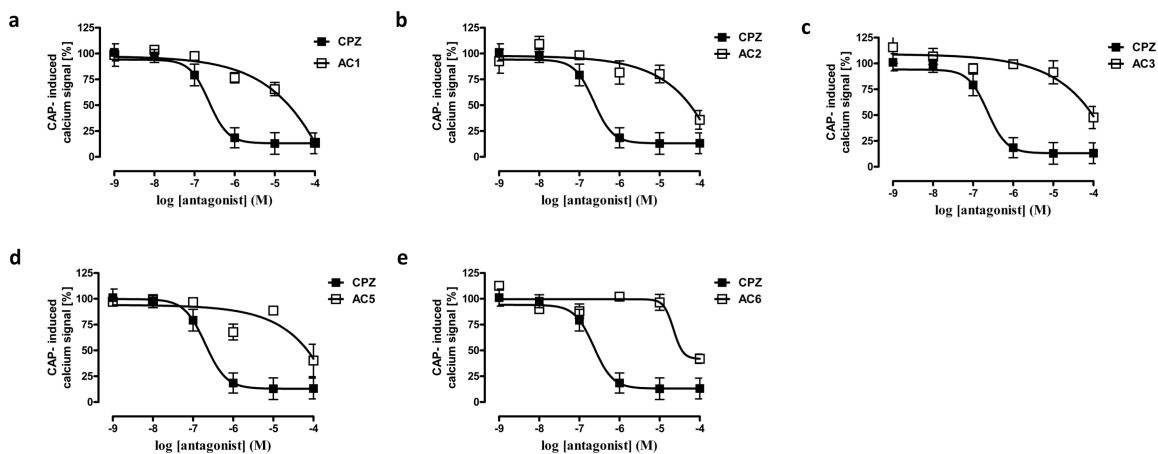 a
CAP- induced
calcium signal [%]
125
100
75
50
25
0
-9 -8 -7 -6 -5 -4
log [antagonist] (M)
CPZ
AC1
b
CAP- induced
calcium signal [%]
125
100
75
50
25
0
-9 -8 -7 -6 -5 -4
log [antagonist] (M)
CPZ
AC2
c
CAP- induced
calcium signal [%]
125
100
75
50
25
0
-9 -8 -7 -6 -5 -4
log [antagonist] (M)
CPZ
AC3
d
CAP- induced
calcium signal [%]
125
100
75
50
25
0
-9 -8 -7 -6 -5 -4
log [antagonist] (M)
CPZ
AC5
e
CAP- induced
calcium signal [%]
125
100
75
50
25
0
-9 -8 -7 -6 -5 -4
log [antagonist] (M)
CPZ
AC6